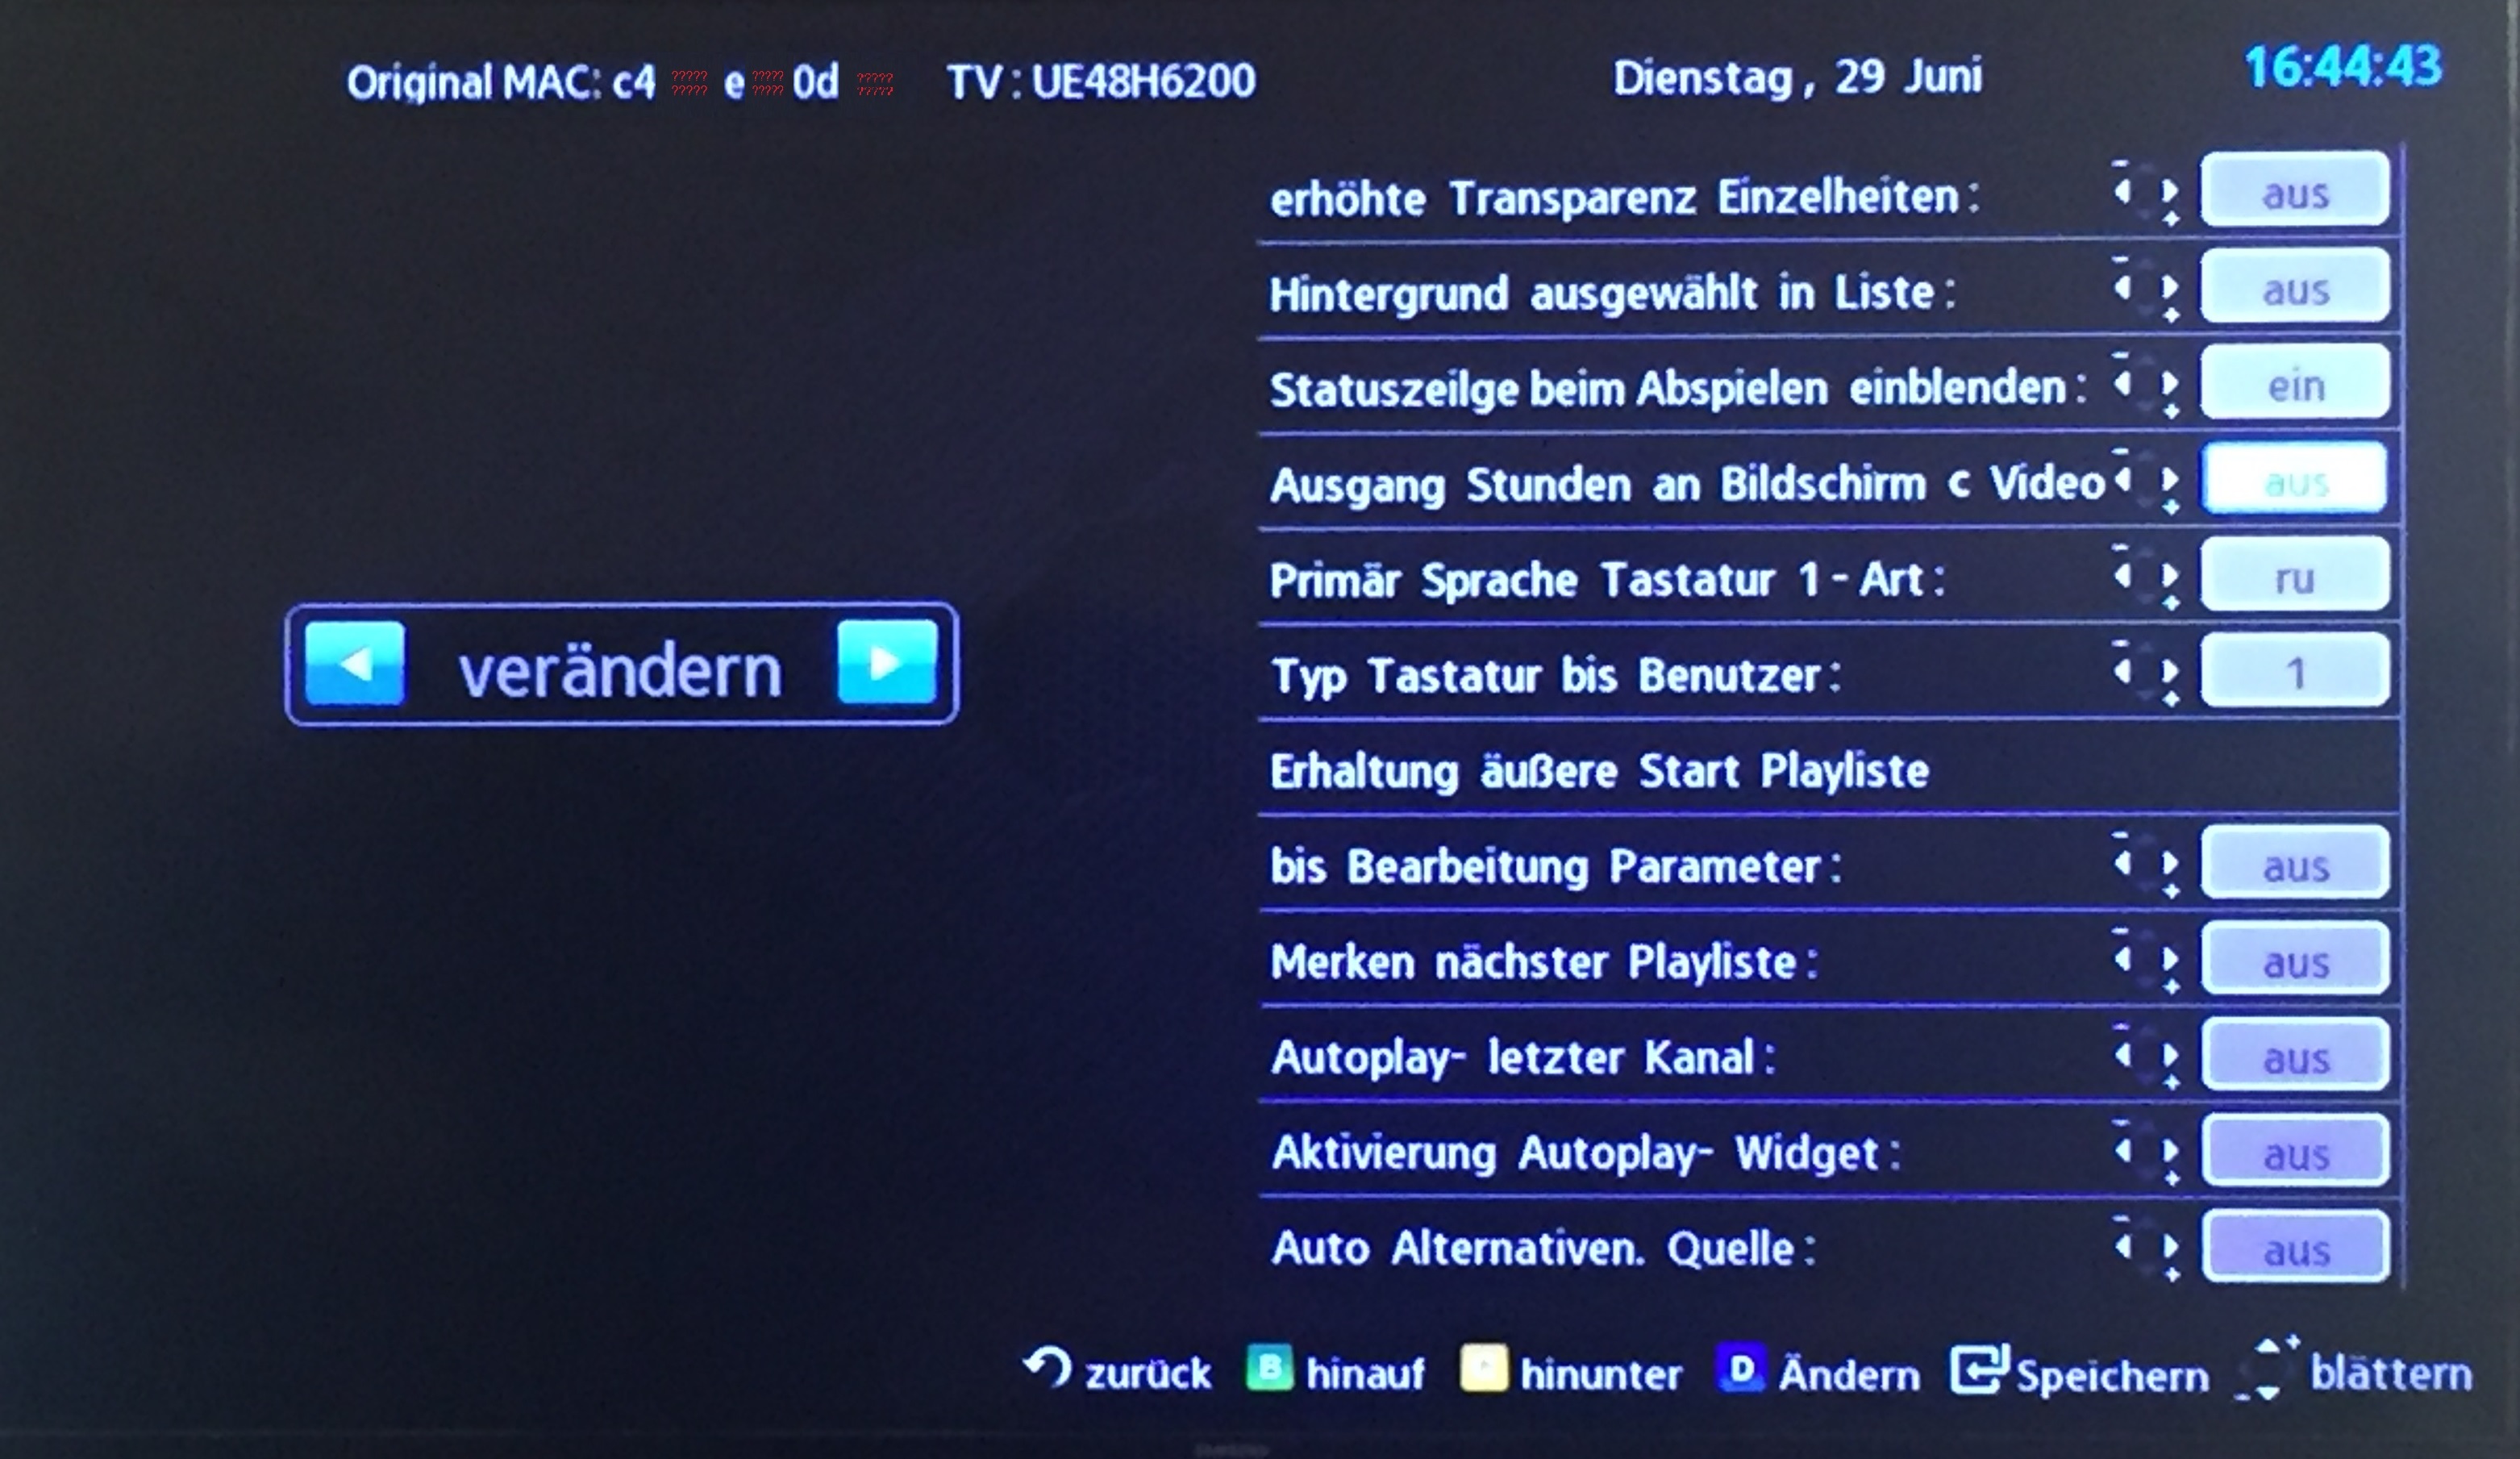 Original MAC: c4 ????? ????? e ????? ????? 0d ????? ????? TV : UE48H6200 Dienstag , 29 Juni 16:44:43
erhöhte Transparenz Einzelheiten : - + aus
Hintergrund ausgewählt in Liste : - + aus
Statuszeilge beim Abspielen einblenden : - + ein
Ausgang Stunden an Bildschirm c Video - + aus
Primär Sprache Tastatur 1 - Art : - + ru
verändern
Typ Tastatur bis Benutzer : - + 1
Erhaltung äußere Start Playliste
bis Bearbeitung Parameter : - + aus
Merken nächster Playliste : - + aus
Autoplay- letzter Kanal : - + aus
Aktivierung Autoplay- Widget : - + aus
Auto Alternativen. Quelle : - + aus
zurück B hinauf hinunter D Ändern Speichern - + blättern